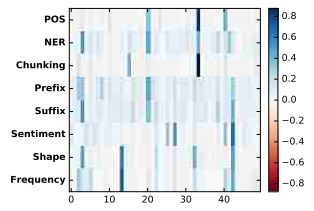 POS
NER
Chunking
Prefix
Suffix
Sentiment
Shape
Frequency
0 10 20 30 40
0.8
0.6
0.4
0.2
0.0
−0.2
−0.4
−0.6
−0.8